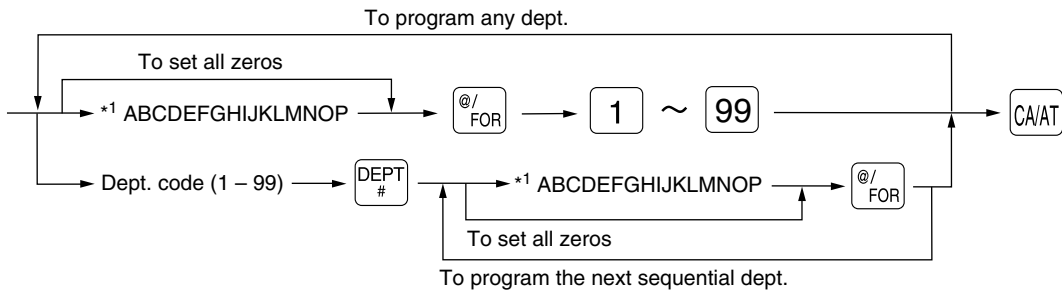 To program any dept.
To set all zeros
*1 ABCDEFGHIJKLMNOP @/FOR 1 ~ 99 CA/AT
Dept. code (1 – 99) DEPT # *1 ABCDEFGHIJKLMNOP @/FOR
To set all zeros
To program the next sequential dept.